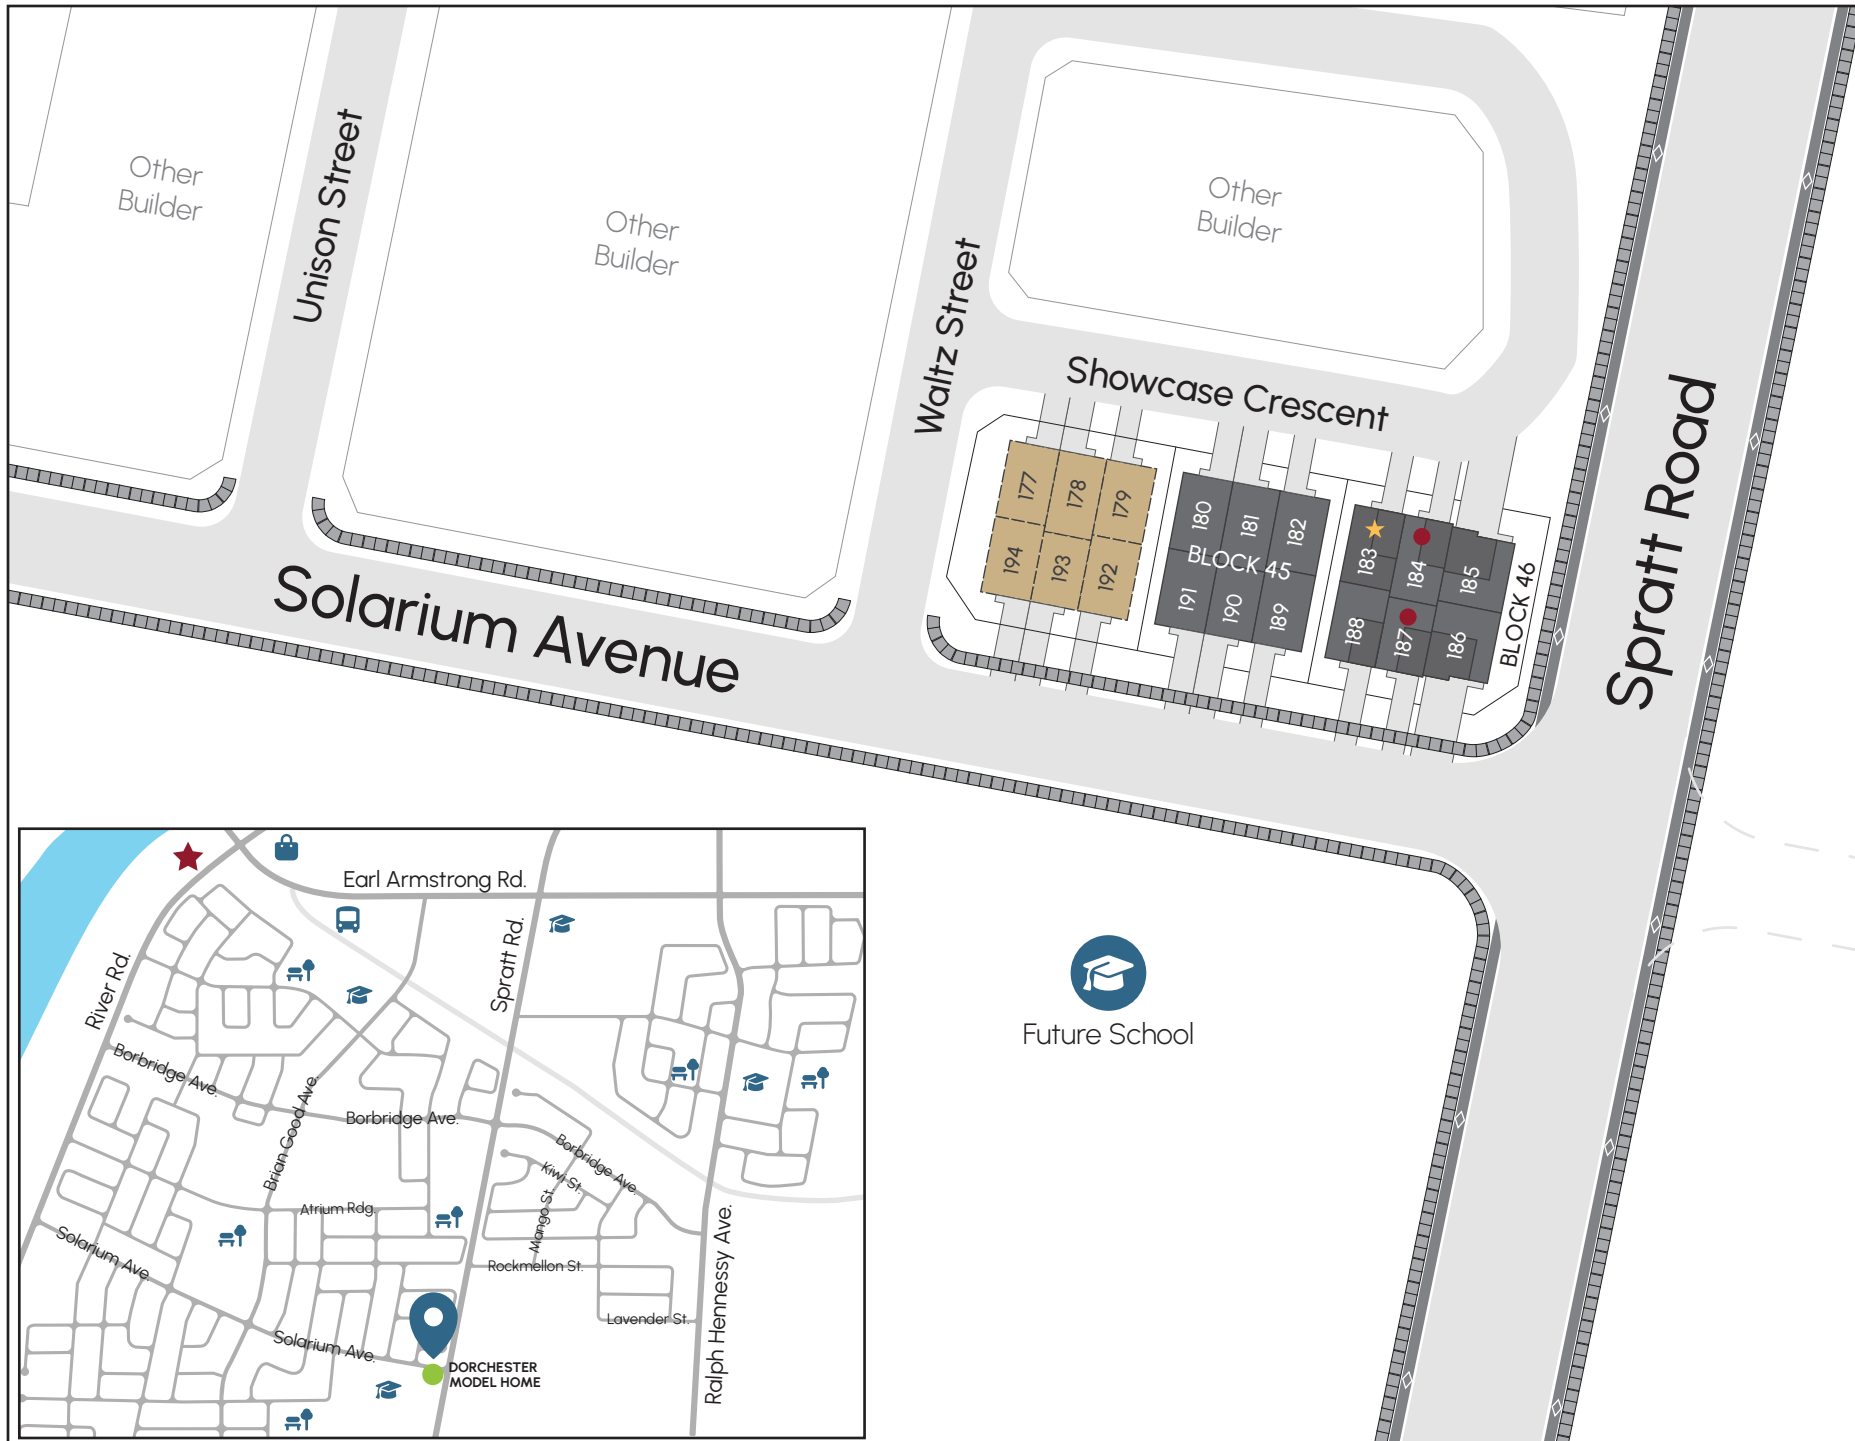 Other
Builder
Unison Street
Other
Builder
Waltz Street
Other
Builder
Showcase Crescent
Spratt Road
177
178
179
194
193
192
180
181
182
BLOCK 45
191
190
189
183
184
185
188
187
186
BLOCK 46
Solarium Avenue
Future School
Earl Armstrong Rd.
Spratt Rd.
River Rd.
Borbridge Ave.
Brian Good Ave.
Borbridge Ave.
Borbridge Ave.
Kiwi St.
Mango St.
Atrium Rdg.
Rockmellon St.
Lavender St.
Ralph Hennessy Ave.
Solarium Ave.
Solarium Ave.
DORCHESTER
MODEL HOME